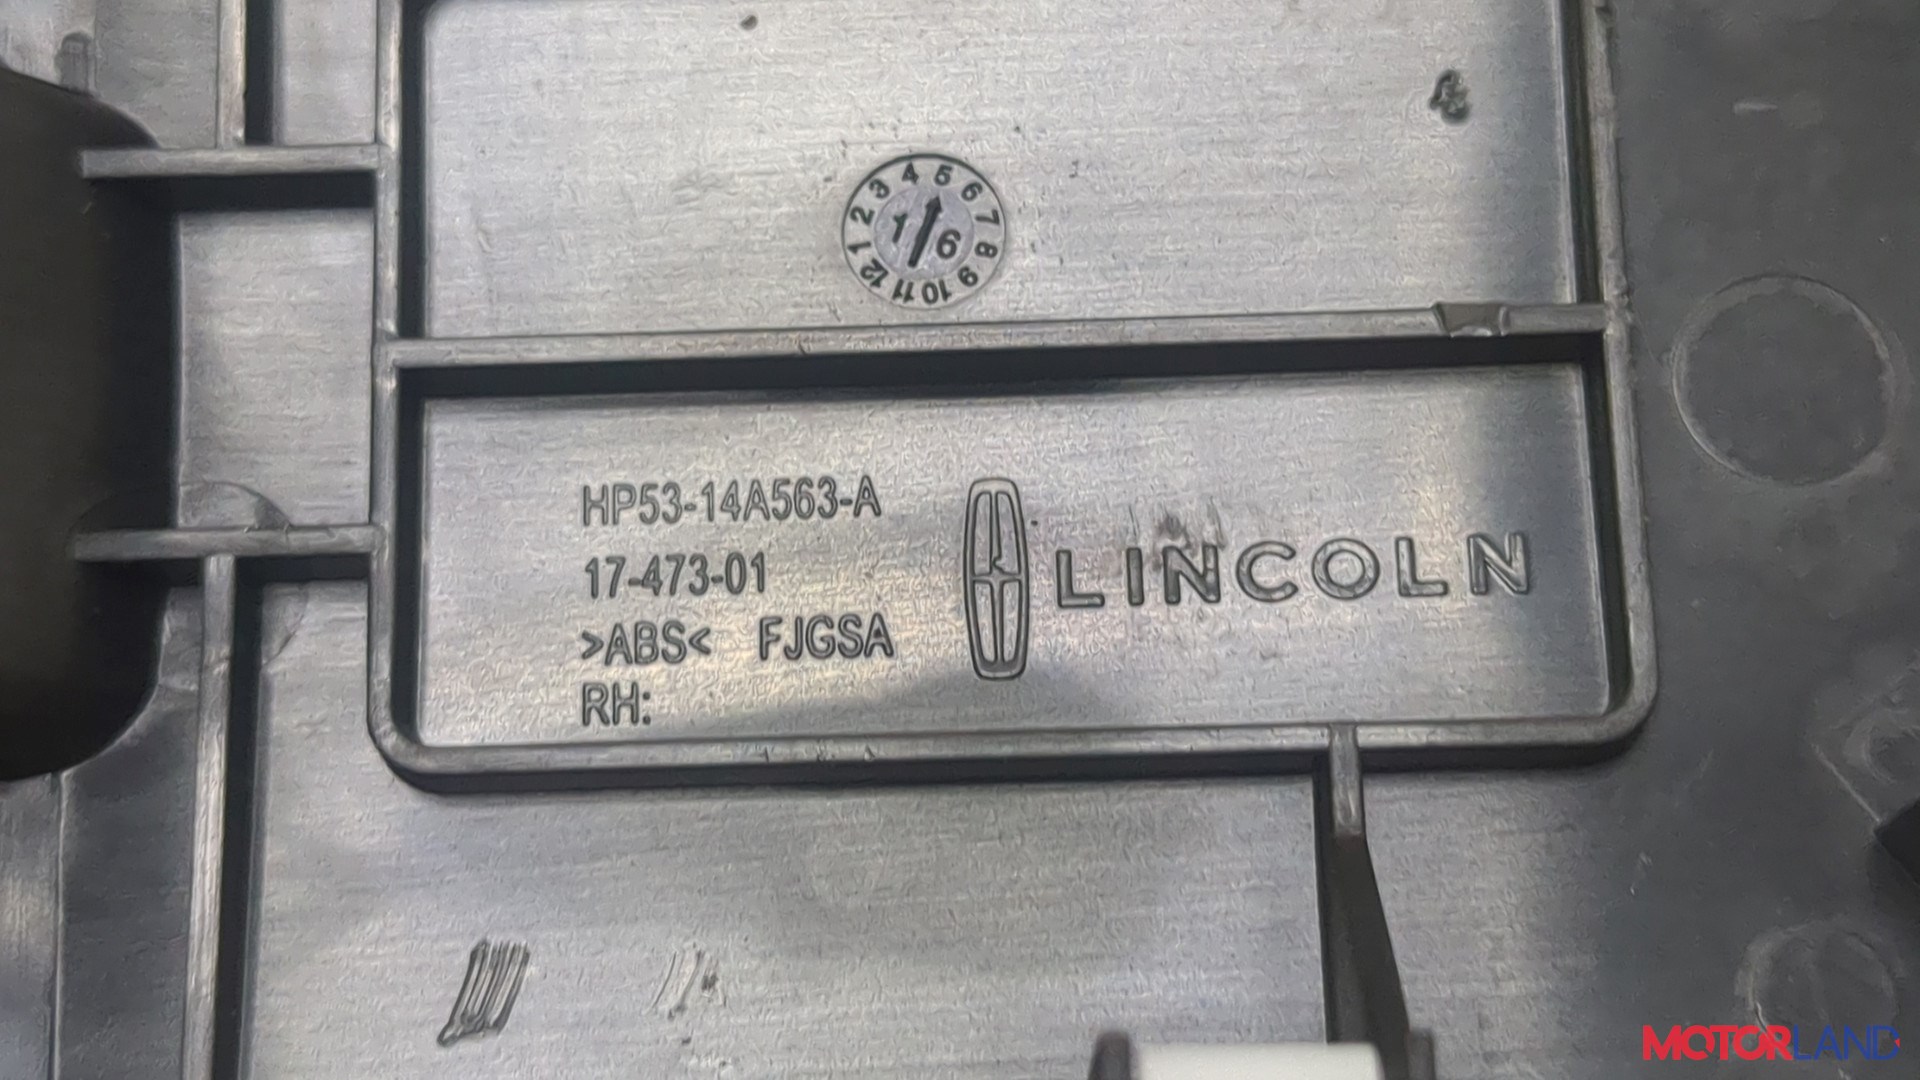 1 2 3 4 5 6 7 8 9 10 11 12
1 6
HP53-14A563-A
17-473-01
>ABS< FJGSA
RH:
LINCOLN
MOTORLAND